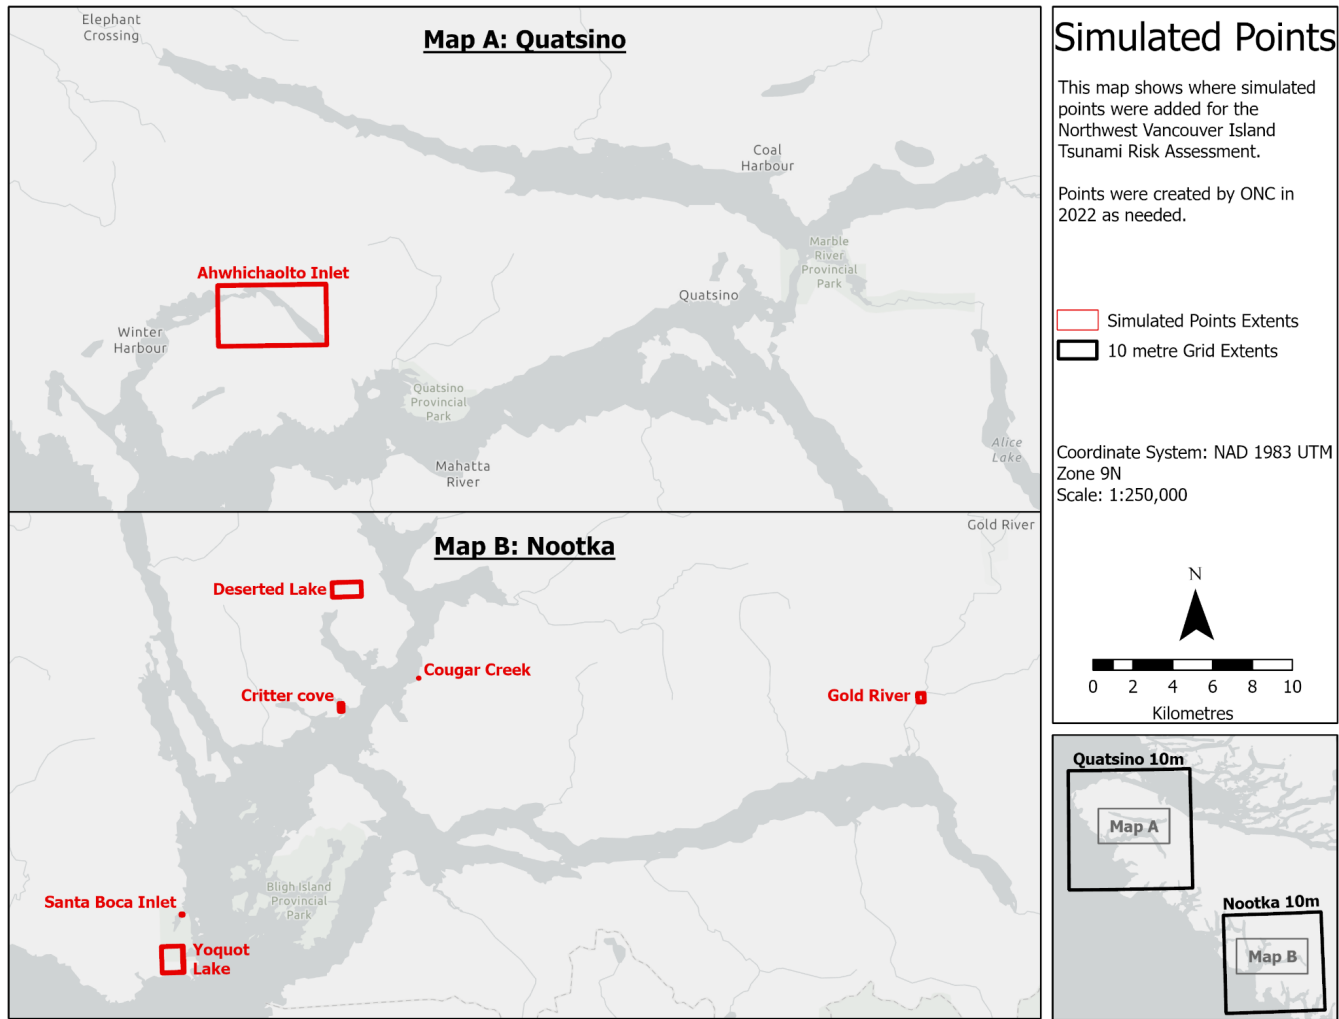 Elephant
Crossing
Map A: Quatsino
Coal
Harbour
Marble
River
Provincial
Park
Ahwhichaolto Inlet
Quatsino
Winter
Harbour
Quatsino
Provincial
Park
Alice
Lake
Mahatta
River
Gold River
Map B: Nootka
Deserted Lake
Cougar Creek
Critter cove
Gold River
Bligh Island
Provincial
Park
Santa Boca Inlet
Yoquot
Lake
Simulated Points
This map shows where simulated
points were added for the
Northwest Vancouver Island
Tsunami Risk Assessment.
Points were created by ONC in
2022 as needed.
Simulated Points Extents
10 metre Grid Extents
Coordinate System: NAD 1983 UTM
Zone 9N
Scale: 1:250,000
N
0 2 4 6 8 10
Kilometres
Quatsino 10m
Map A
Nootka 10m
Map B